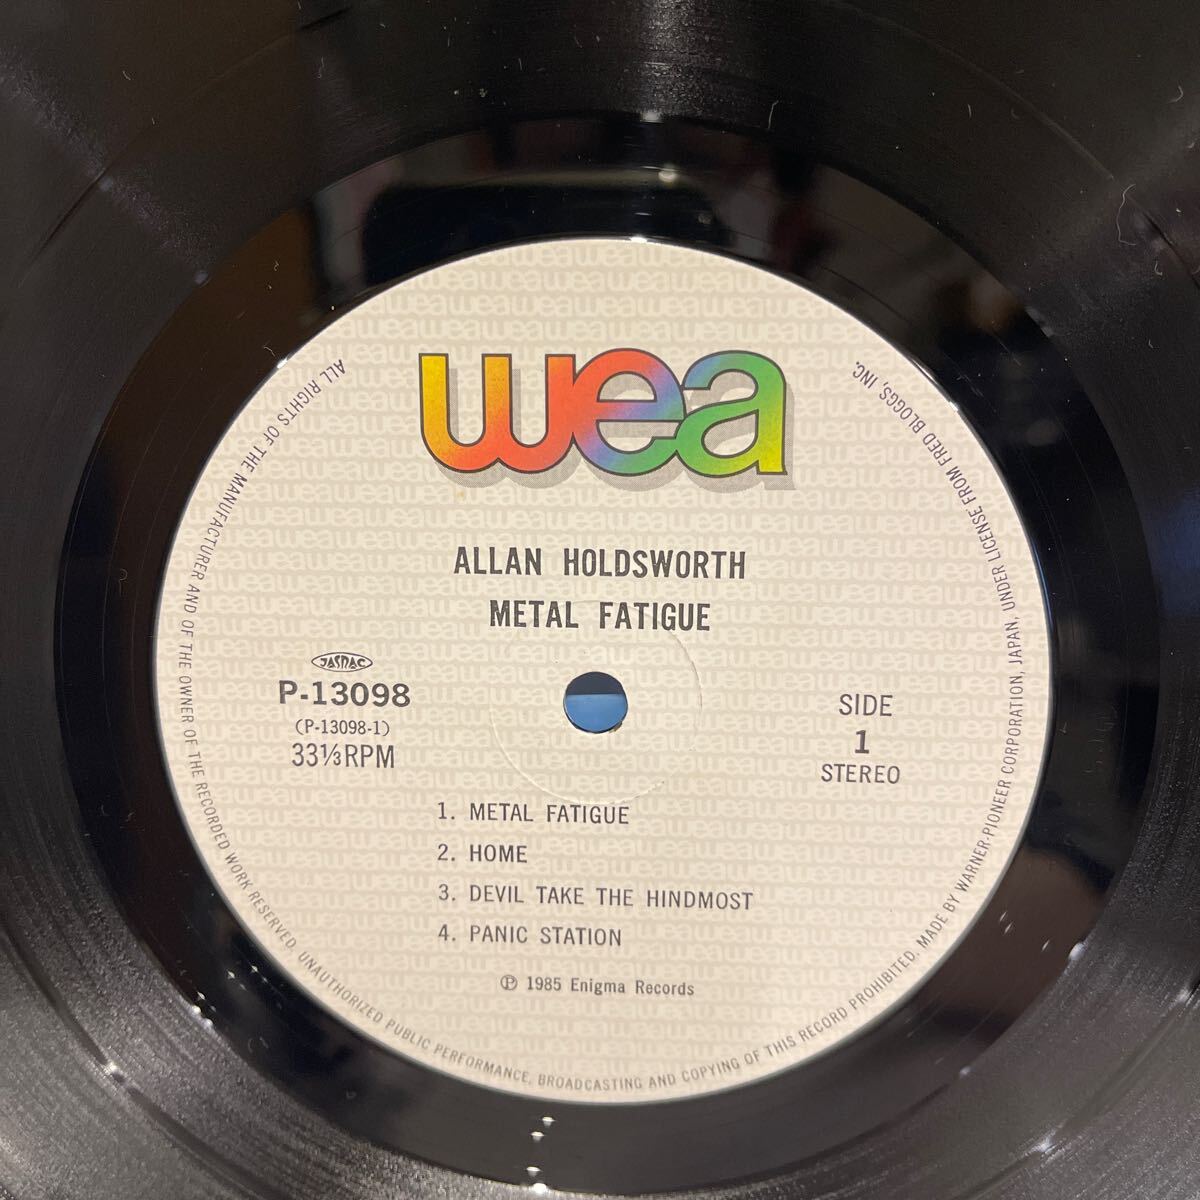 wea
ALLAN HOLDSWORTH
METAL FATIGUE
JASRAC
P-13098
(P-13098-1)
33⅓RPM
SIDE
1
STEREO
1. METAL FATIGUE
2. HOME
3. DEVIL TAKE THE HINDMOST
4. PANIC STATION
℗ 1985 Enigma Records
ALL RIGHTS OF THE MANUFACTURER AND OF THE OWNER OF THE RECORDED WORK RESERVED. UNAUTHORIZED PUBLIC PERFORMANCE, BROADCASTING AND COPYING OF THIS RECORD PROHIBITED. MADE BY WARNER-PIONEER CORPORATION, JAPAN, UNDER LICENSE FROM FRED BLOGGS, INC.